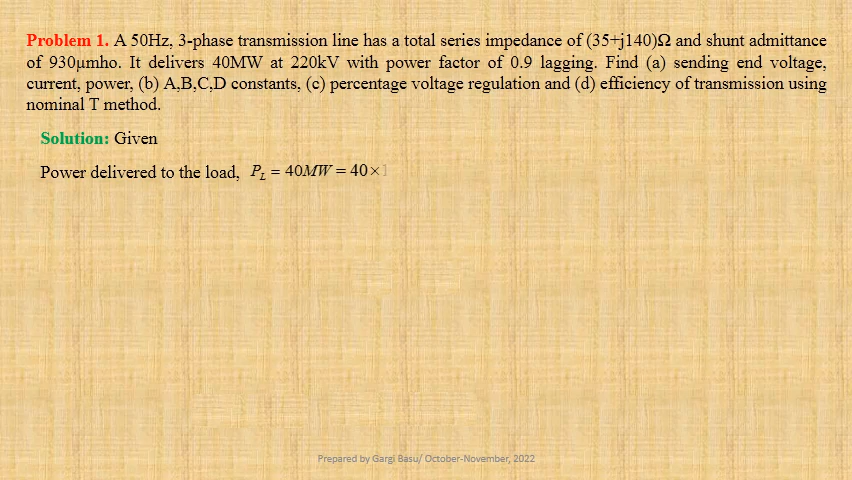 Problem 1. A 50Hz, 3-phase transmission line has a total series impedance of (35+j140)Ω and shunt admittance
of 930μmho. It delivers 40MW at 220kV with power factor of 0.9 lagging. Find (a) sending end voltage,
current, power, (b) A,B,C,D constants, (c) percentage voltage regulation and (d) efficiency of transmission using
nominal T method.
Solution: Given
Power delivered to the load, P_L = 40MW = 40×1
Prepared by Gargi Basu/ October-November, 2022